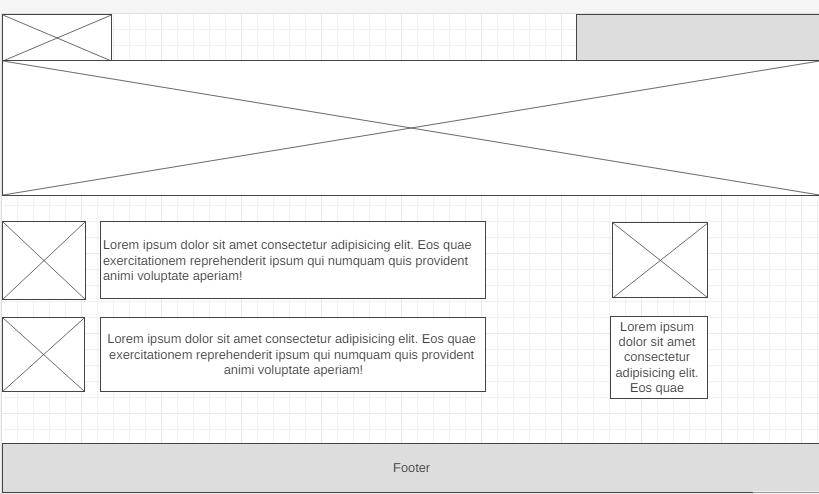 Lorem ipsum dolor sit amet consectetur adipisicing elit. Eos quae
exercitationem reprehenderit ipsum qui numquam quis provident
animi voluptate aperiam!
Lorem ipsum dolor sit amet consectetur adipisicing elit. Eos quae
exercitationem reprehenderit ipsum qui numquam quis provident
animi voluptate aperiam!
Lorem ipsum
dolor sit amet
consectetur
adipisicing elit.
Eos quae
Footer